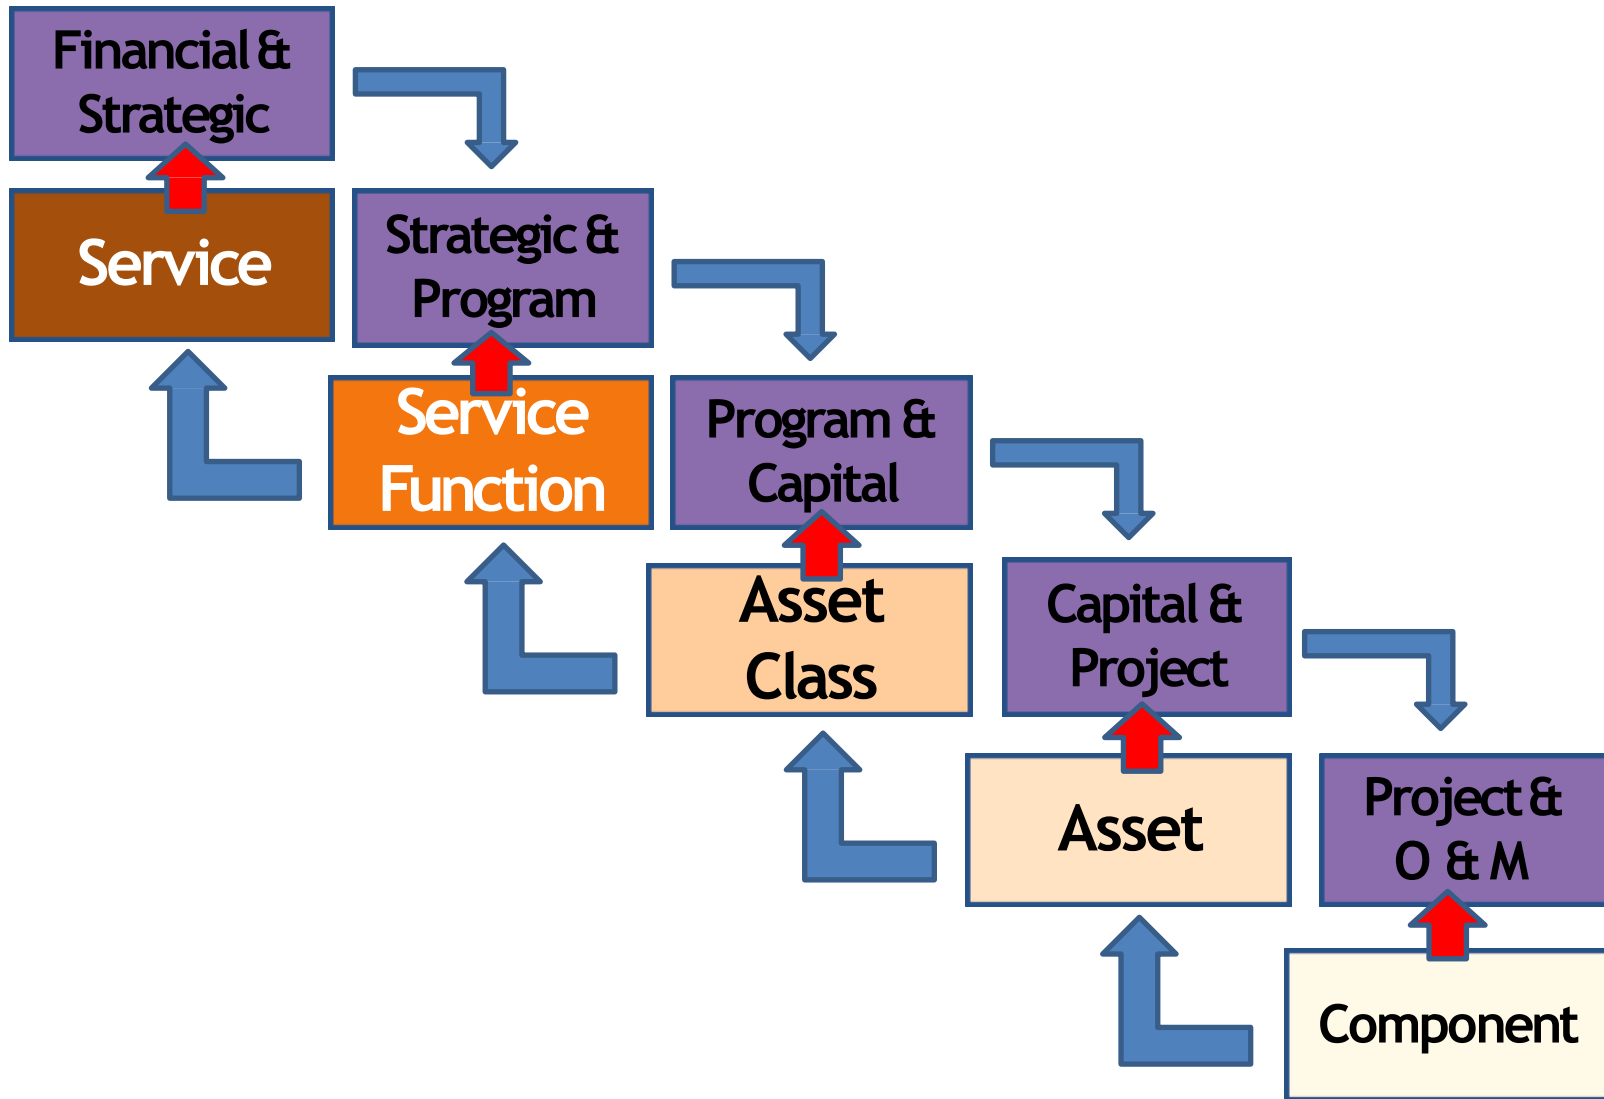 Financial &
Strategic
Service
Strategic &
Program
Service
Function
Program &
Capital
Asset
Class
Capital &
Project
Asset
Project &
O & M
Component